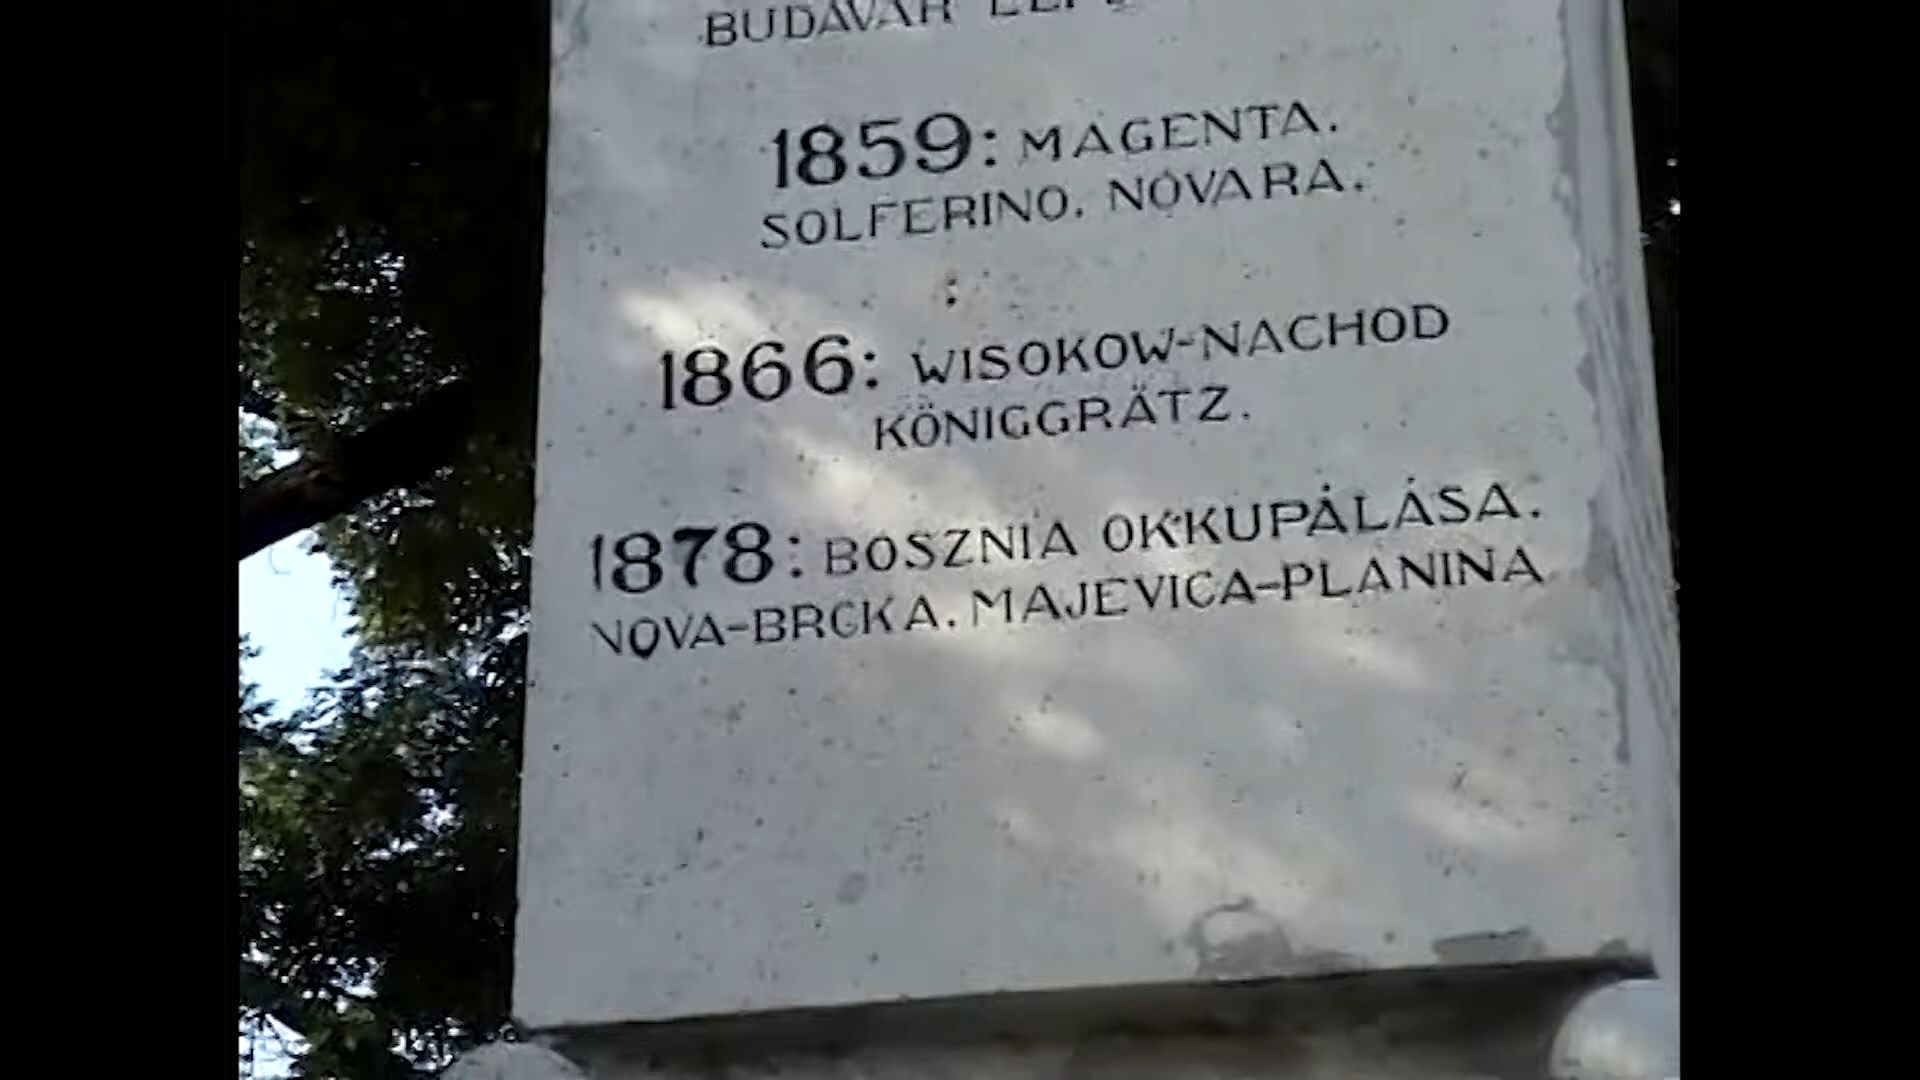 BUDAVÁR
1859: MAGENTA.
SOLFERINO. NOVARA.
1866: WISOKOW-NACHOD
KÖNIGGRÄTZ.
1878: BOSZNIA OKKUPÁLÁSA.
NOVA-BRCKA. MAJEVICA-PLANINA